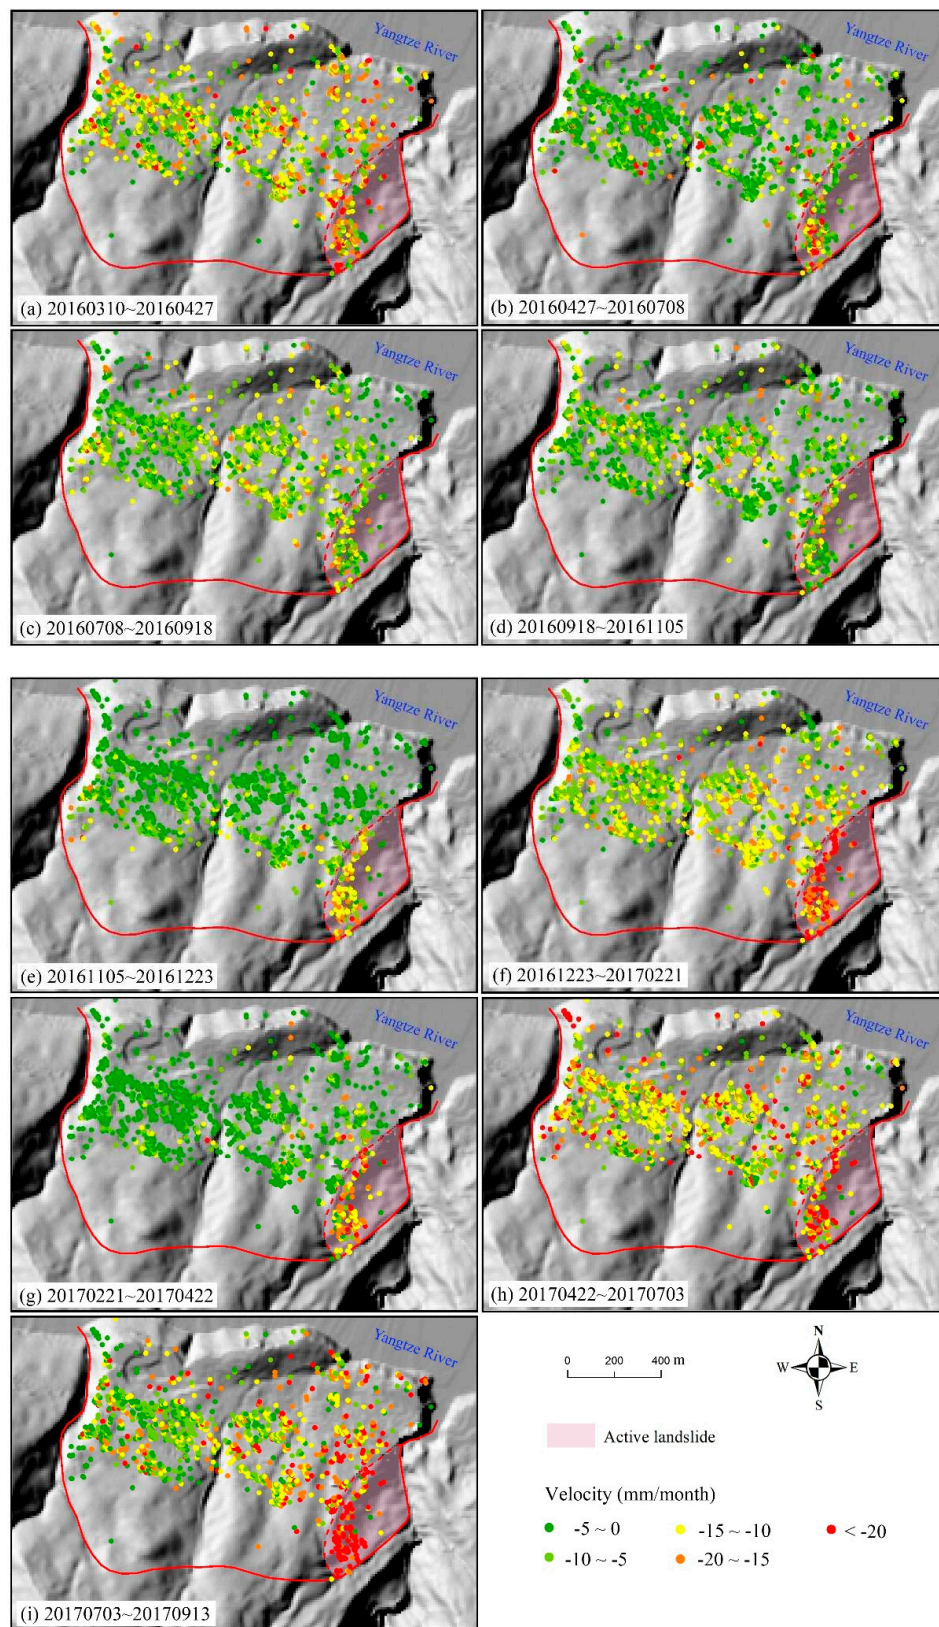 Yangtze River
(a) 20160310~20160427
Yangtze River
(b) 20160427~20160708
Yangtze River
(c) 20160708~20160918
Yangtze River
(d) 20160918~20161105
Yangtze River
(e) 20161105~20161223
Yangtze River
(f) 20161223~20170221
Yangtze River
(g) 20170221~20170422
Yangtze River
(h) 20170422~20170703
Yangtze River
(i) 20170703~20170913
0 200 400 m
N
W E
S
Active landslide
Velocity (mm/month)
-5 ~ 0 -15 ~ -10 < -20
-10 ~ -5 -20 ~ -15